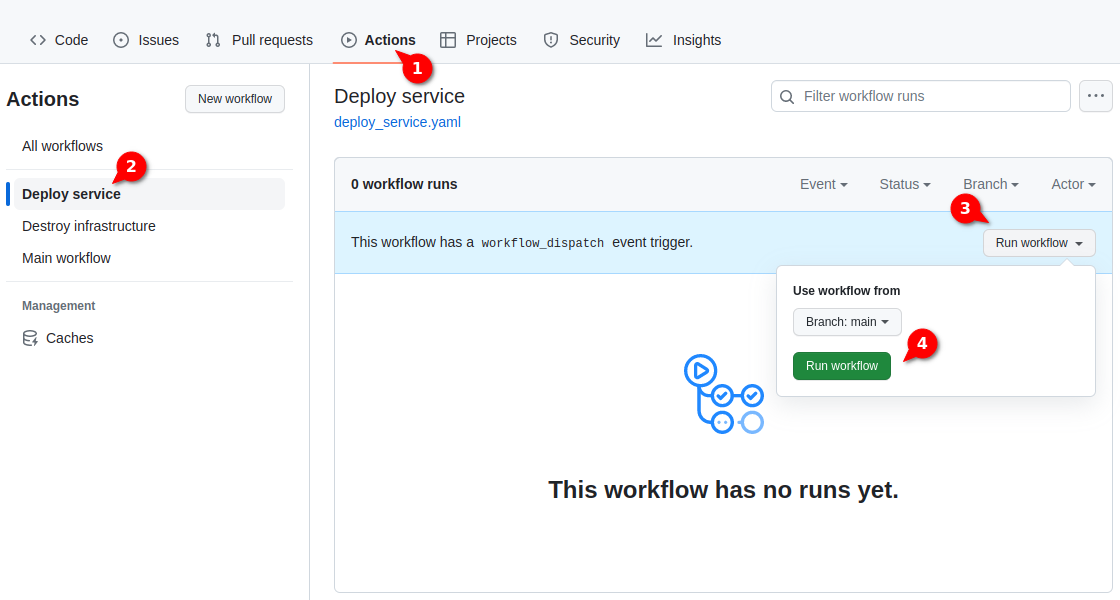 Code Issues Pull requests Actions Projects Security Insights
1
Actions New workflow
All workflows
2
Deploy service
Destroy infrastructure
Main workflow
Management
Caches
Deploy service
deploy_service.yaml
Filter workflow runs
0 workflow runs Event Status Branch Actor
3
This workflow has a workflow_dispatch event trigger. Run workflow
Use workflow from
Branch: main
4
Run workflow
This workflow has no runs yet.